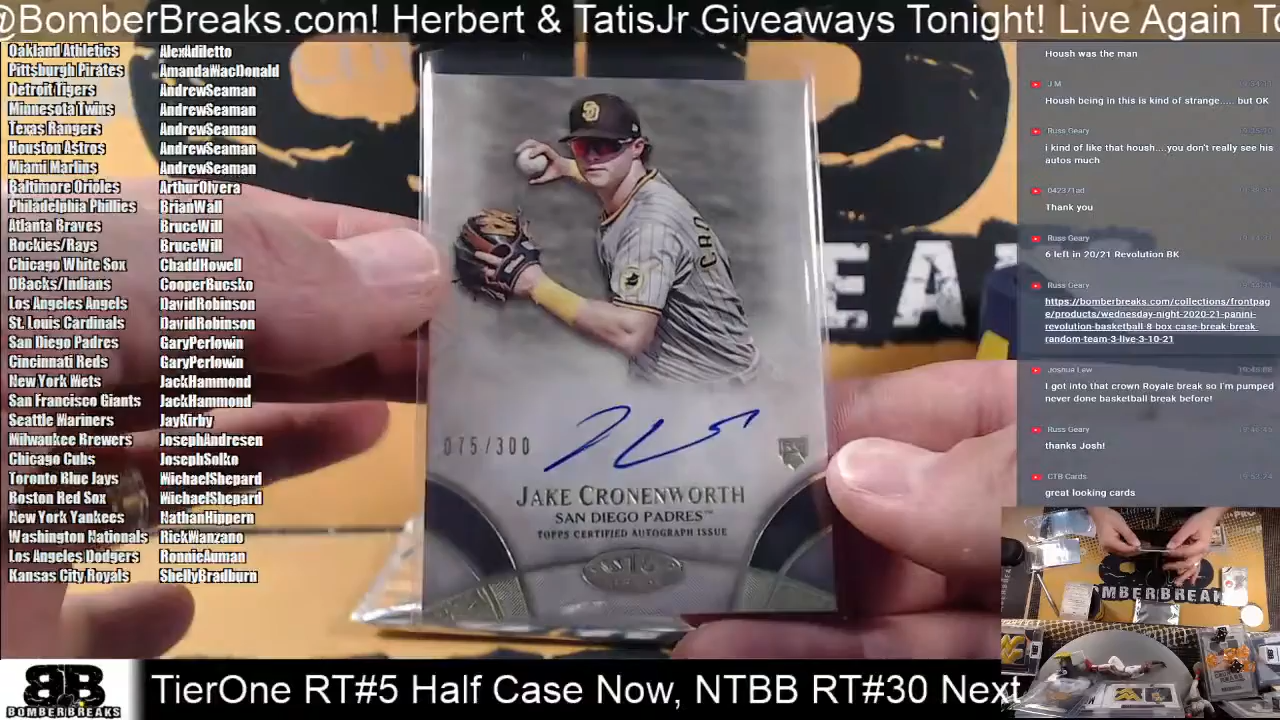 @BomberBreaks.com! Herbert & TatisJr Giveaways Tonight! Live Again To
Oakland Athletics AlexAdiletto
Pittsburgh Pirates AmandaMacDonald
Detroit Tigers AndrewSeaman
Minnesota Twins AndrewSeaman
Texas Rangers AndrewSeaman
Houston Astros AndrewSeaman
Miami Marlins AndrewSeaman
Baltimore Orioles ArthurOlvera
Philadelphia Phillies BrianWall
Atlanta Braves BruceWill
Rockies/Rays BruceWill
Chicago White Sox ChaddHowell
DBacks/Indians CooperBucsko
Los Angeles Angels DavidRobinson
St. Louis Cardinals DavidRobinson
San Diego Padres GaryPerlowin
Cincinnati Reds GaryPerlowin
New York Mets JackHammond
San Francisco Giants JackHammond
Seattle Mariners JayKirby
Milwaukee Brewers JosephAndresen
Chicago Cubs JosephSolko
Toronto Blue Jays MichaelShepard
Boston Red Sox MichaelShepard
New York Yankees NathanHippern
Washington Nationals RickManzano
Los Angeles Dodgers RonnieAuman
Kansas City Royals ShellyBradburn
CRO
075/300
JAKE CRONENWORTH
SAN DIEGO PADRES™
TOPPS CERTIFIED AUTOGRAPH ISSUE
BREAK
Housh was the man
J M
Housh being in this is kind of strange..... but OK
Russ Geary
i kind of like that housh....you don't really see his
autos much
042371ad
Thank you
Russ Geary
6 left in 20/21 Revolution BK
Russ Geary
https://bomberbreaks.com/collections/frontpag
e/products/wednesday-night-2020-21-panini-
revolution-basketball-8-box-case-break-break-
random-team-3-live-3-10-21
Joshua Lew
I got into that crown Royale break so I'm pumped
never done basketball break before!
Russ Geary
thanks Josh!
CTB Cards
great looking cards
BOMBERBREAKS
BB
BOMBERBREAKS
TierOne RT#5 Half Case Now, NTBB RT#30 Next